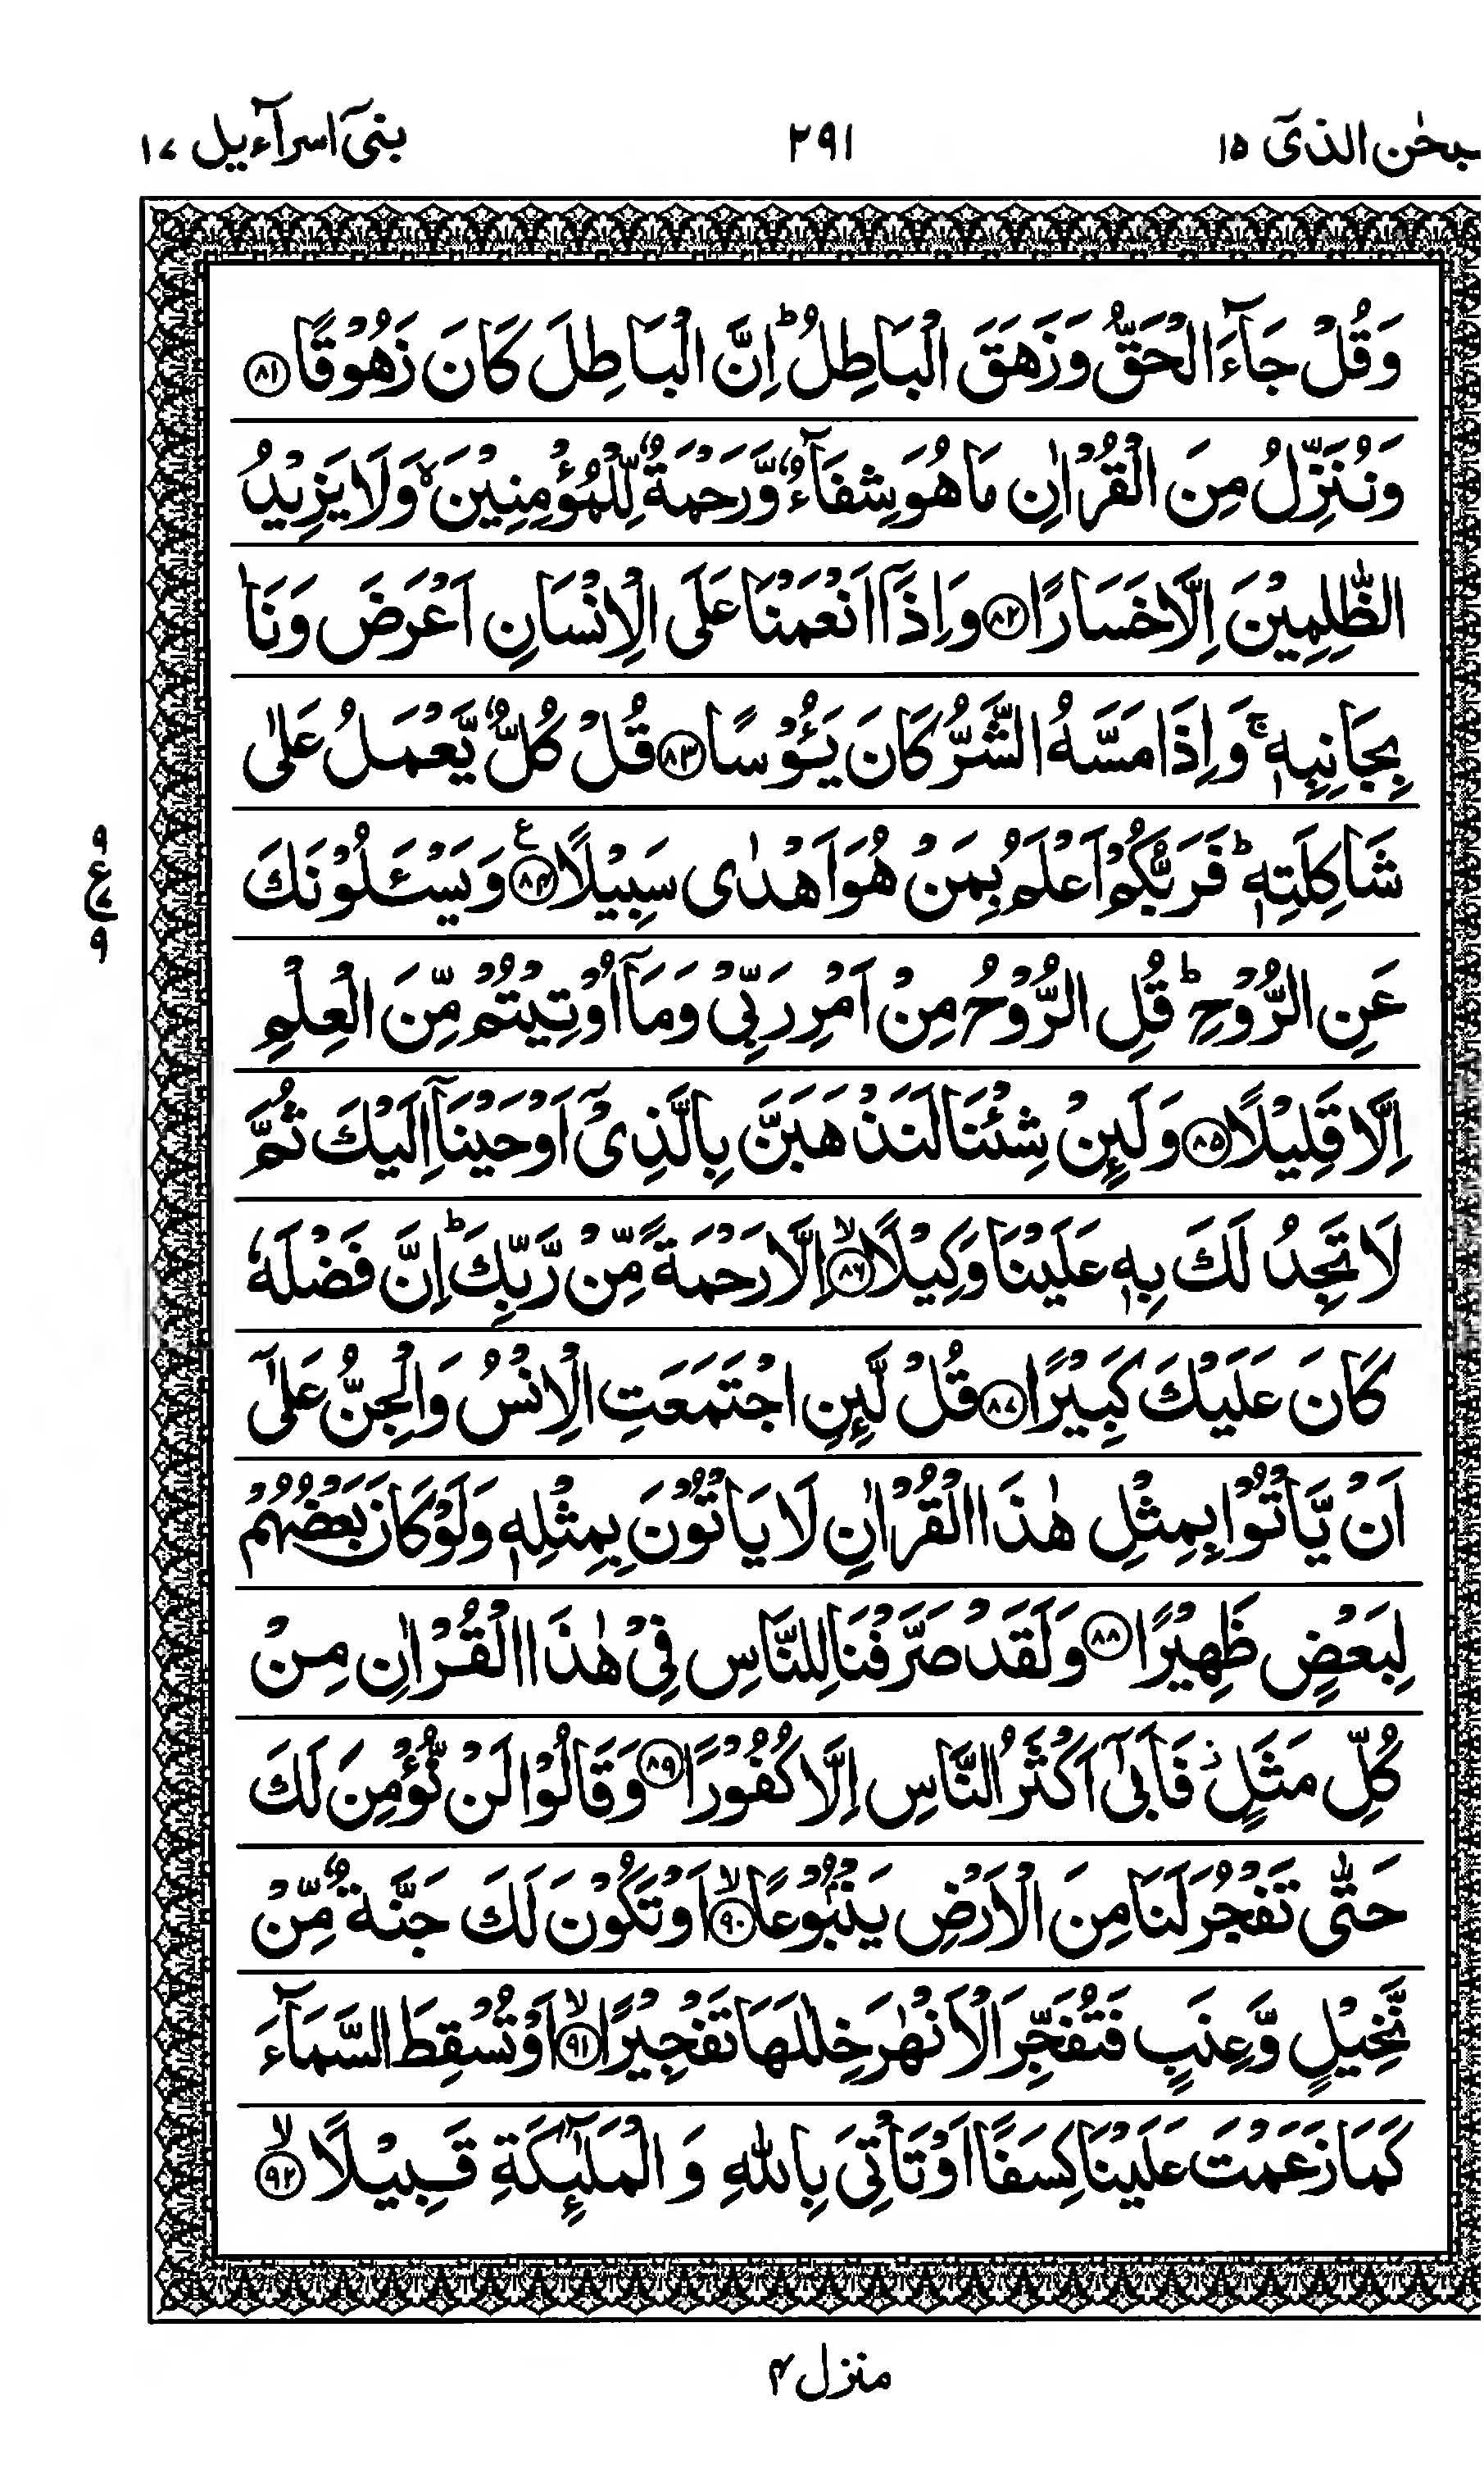 سبحٰن الذیٓ ۱۵ ۲۹۱ بنیٓ اسرآءیل ۱۷
وَقُلْ جَآءَ الْحَقُّ وَزَهَقَ الْبَاطِلُ ؕ اِنَّ الْبَاطِلَ كَانَ زَهُوْقًا ﴿۸۱﴾
وَنُنَزِّلُ مِنَ الْقُرْاٰنِ مَا هُوَ شِفَآءٌ وَّرَحْمَةٌ لِّلْمُؤْمِنِيْنَ ۙ وَلَا يَزِيْدُ
الظّٰلِمِيْنَ اِلَّا خَسَارًا ﴿۸۲﴾ وَاِذَاۤ اَنْعَمْنَا عَلَى الْاِنْسَانِ اَعْرَضَ وَنَاٰ
بِجَانِبِهٖ ۚ وَاِذَا مَسَّهُ الشَّرُّ كَانَ يَـُٔوْسًا ﴿۸۳﴾ قُلْ كُلٌّ يَّعْمَلُ عَلٰى
شَاكِلَتِهٖ ؕ فَرَبُّكُمْ اَعْلَمُ بِمَنْ هُوَ اَهْدٰى سَبِيْلًا ﴿۸۴﴾ ع وَيَسْـَٔلُوْنَكَ
۹ ع ۷ ۹
عَنِ الرُّوْحِ ؕ قُلِ الرُّوْحُ مِنْ اَمْرِ رَبِّيْ وَمَاۤ اُوْتِيْتُمْ مِّنَ الْعِلْمِ
اِلَّا قَلِيْلًا ﴿۸۵﴾ وَلَىِٕنْ شِئْنَا لَنَذْهَبَنَّ بِالَّذِيْۤ اَوْحَيْنَاۤ اِلَيْكَ ثُمَّ
لَا تَجِدُ لَكَ بِهٖ عَلَيْنَا وَكِيْلًا ﴿۸۶﴾ ۙ اِلَّا رَحْمَةً مِّنْ رَّبِّكَ ؕ اِنَّ فَضْلَهٗ
كَانَ عَلَيْكَ كَبِيْرًا ﴿۸۷﴾ قُلْ لَّىِٕنِ اجْتَمَعَتِ الْاِنْسُ وَالْجِنُّ عَلٰۤى
اَنْ يَّاْتُوْا بِمِثْلِ هٰذَا الْقُرْاٰنِ لَا يَاْتُوْنَ بِمِثْلِهٖ وَلَوْ كَانَ بَعْضُهُمْ
لِبَعْضٍ ظَهِيْرًا ﴿۸۸﴾ وَلَقَدْ صَرَّفْنَا لِلنَّاسِ فِيْ هٰذَا الْقُرْاٰنِ مِنْ
كُلِّ مَثَلٍ ؗ فَاَبٰۤى اَكْثَرُ النَّاسِ اِلَّا كُفُوْرًا ﴿۸۹﴾ وَقَالُوْا لَنْ نُّؤْمِنَ لَكَ
حَتّٰى تَفْجُرَ لَنَا مِنَ الْاَرْضِ يَنْۢبُوْعًا ﴿۹۰﴾ ۙ اَوْ تَكُوْنَ لَكَ جَنَّةٌ مِّنْ
نَّخِيْلٍ وَّعِنَبٍ فَتُفَجِّرَ الْاَنْهٰرَ خِلٰلَهَا تَفْجِيْرًا ﴿۹۱﴾ ۙ اَوْ تُسْقِطَ السَّمَآءَ
كَمَا زَعَمْتَ عَلَيْنَا كِسَفًا اَوْ تَاْتِيَ بِاللّٰهِ وَالْمَلٰٓىِٕكَةِ قَبِيْلًا ﴿۹۲﴾ ۙ
منزل ۴